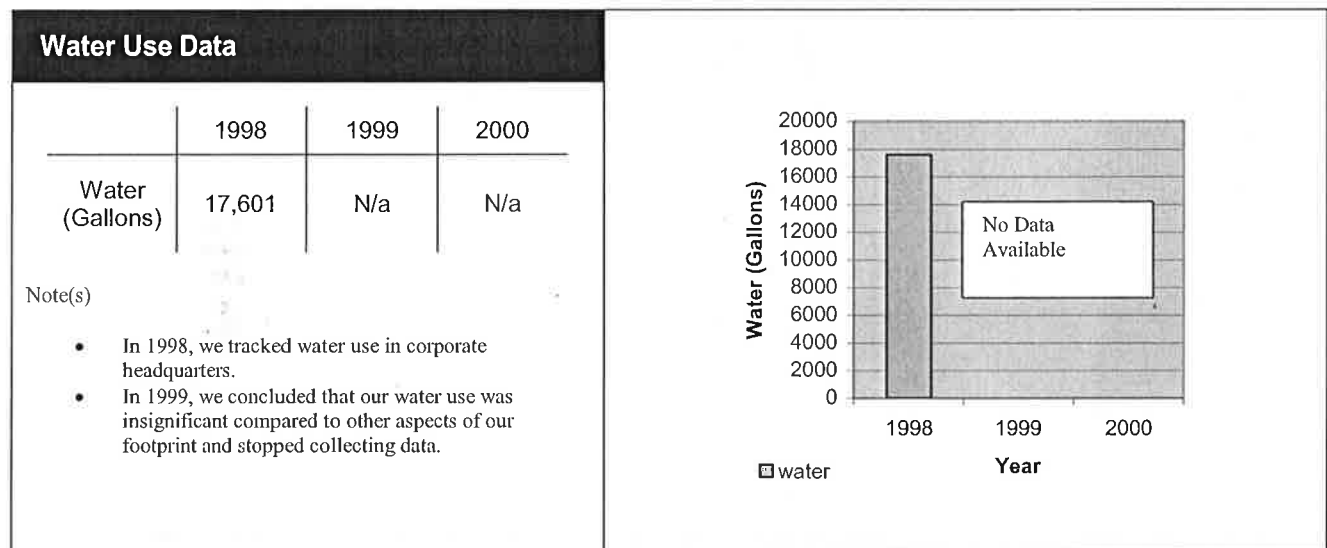 Water Use Data
1998 1999 2000
Water
(Gallons) 17,601 N/a N/a
Note(s)
• In 1998, we tracked water use in corporate
headquarters.
• In 1999, we concluded that our water use was
insignificant compared to other aspects of our
footprint and stopped collecting data.
Water (Gallons)
20000
18000
16000
14000
12000
10000
8000
6000
4000
2000
0
No Data
Available
1998 1999 2000
Year
water